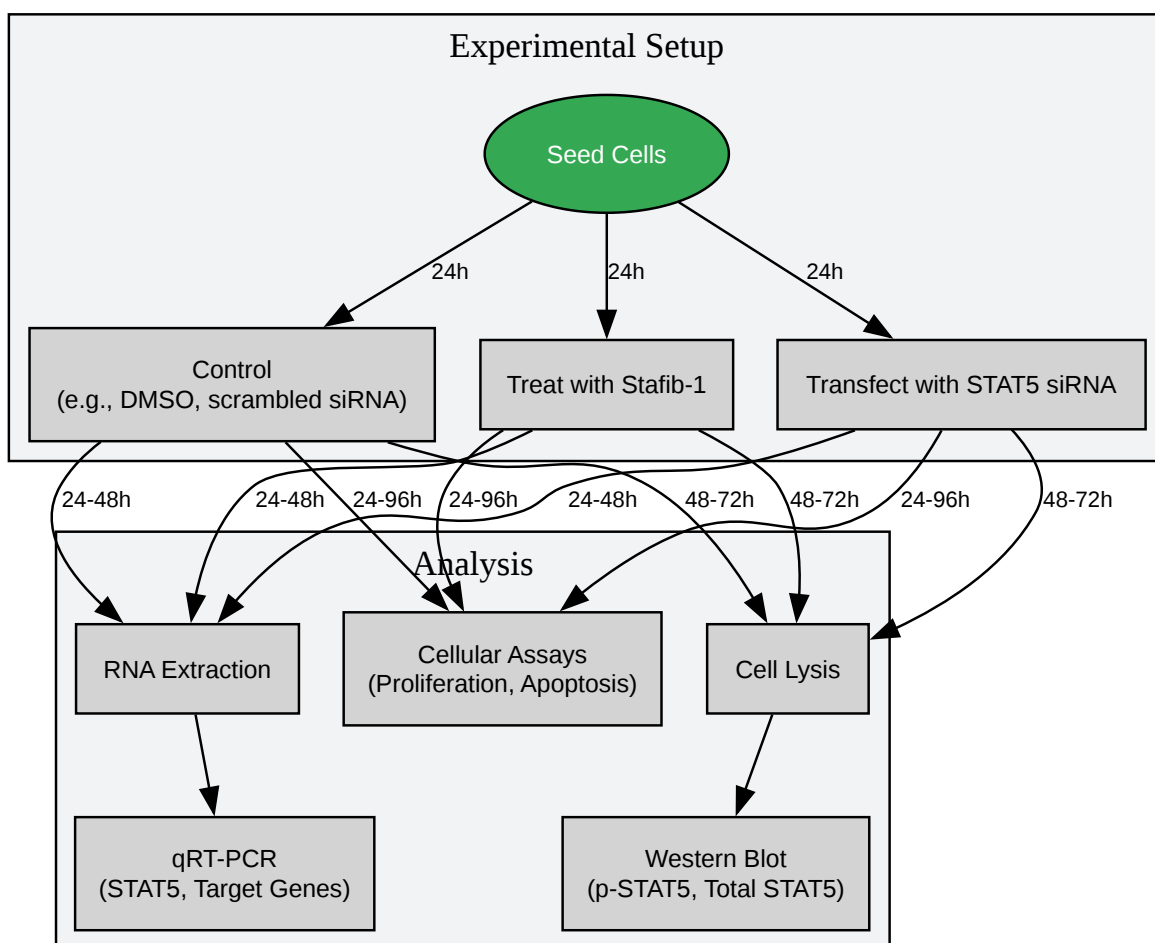 Experimental Setup
Seed Cells
24h
24h
24h
Control
(e.g., DMSO, scrambled siRNA)
Treat with Stafib-1
Transfect with STAT5 siRNA
24-48h
24-48h
24-96h
24-96h
24-48h
48-72h
48-72h
24-96h
48-72h
Analysis
RNA Extraction
Cellular Assays
(Proliferation, Apoptosis)
Cell Lysis
qRT-PCR
(STAT5, Target Genes)
Western Blot
(p-STAT5, Total STAT5)